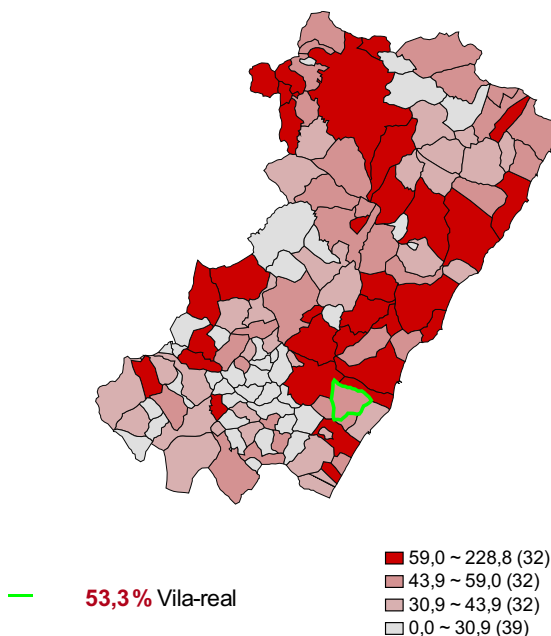 59,0 ~ 228,8 (32)
43,9 ~ 59,0 (32)
30,9 ~ 43,9 (32)
0,0 ~ 30,9 (39)
53,3% Vila-real